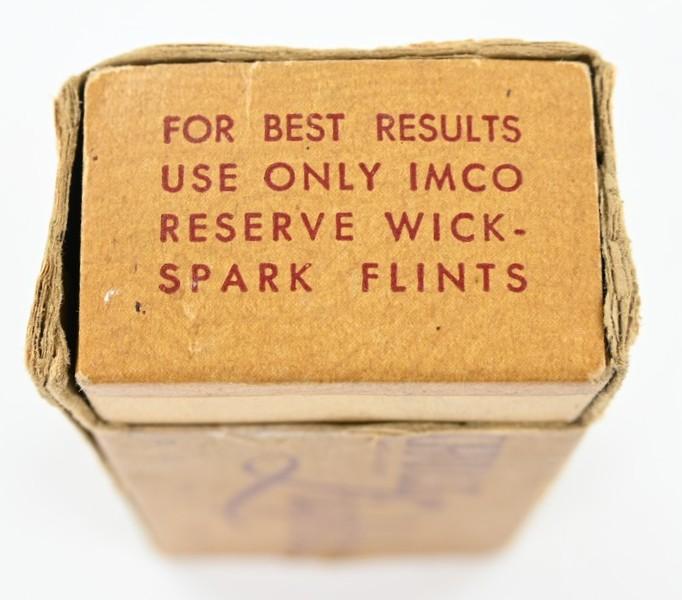 FOR BEST RESULTS
USE ONLY IMCO
RESERVE WICK-
SPARK FLINTS